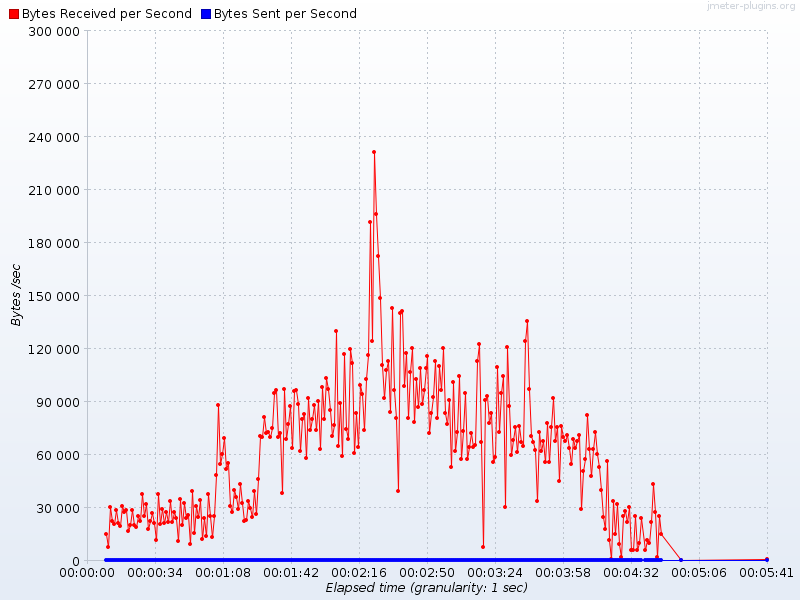 jmeter-plugins.org
Bytes Received per Second Bytes Sent per Second
300 000
270 000
240 000
210 000
180 000
150 000
120 000
90 000
60 000
30 000
0
Bytes /sec
00:00:00 00:00:34 00:01:08 00:01:42 00:02:16 00:02:50 00:03:24 00:03:58 00:04:32 00:05:06 00:05:41
Elapsed time (granularity: 1 sec)